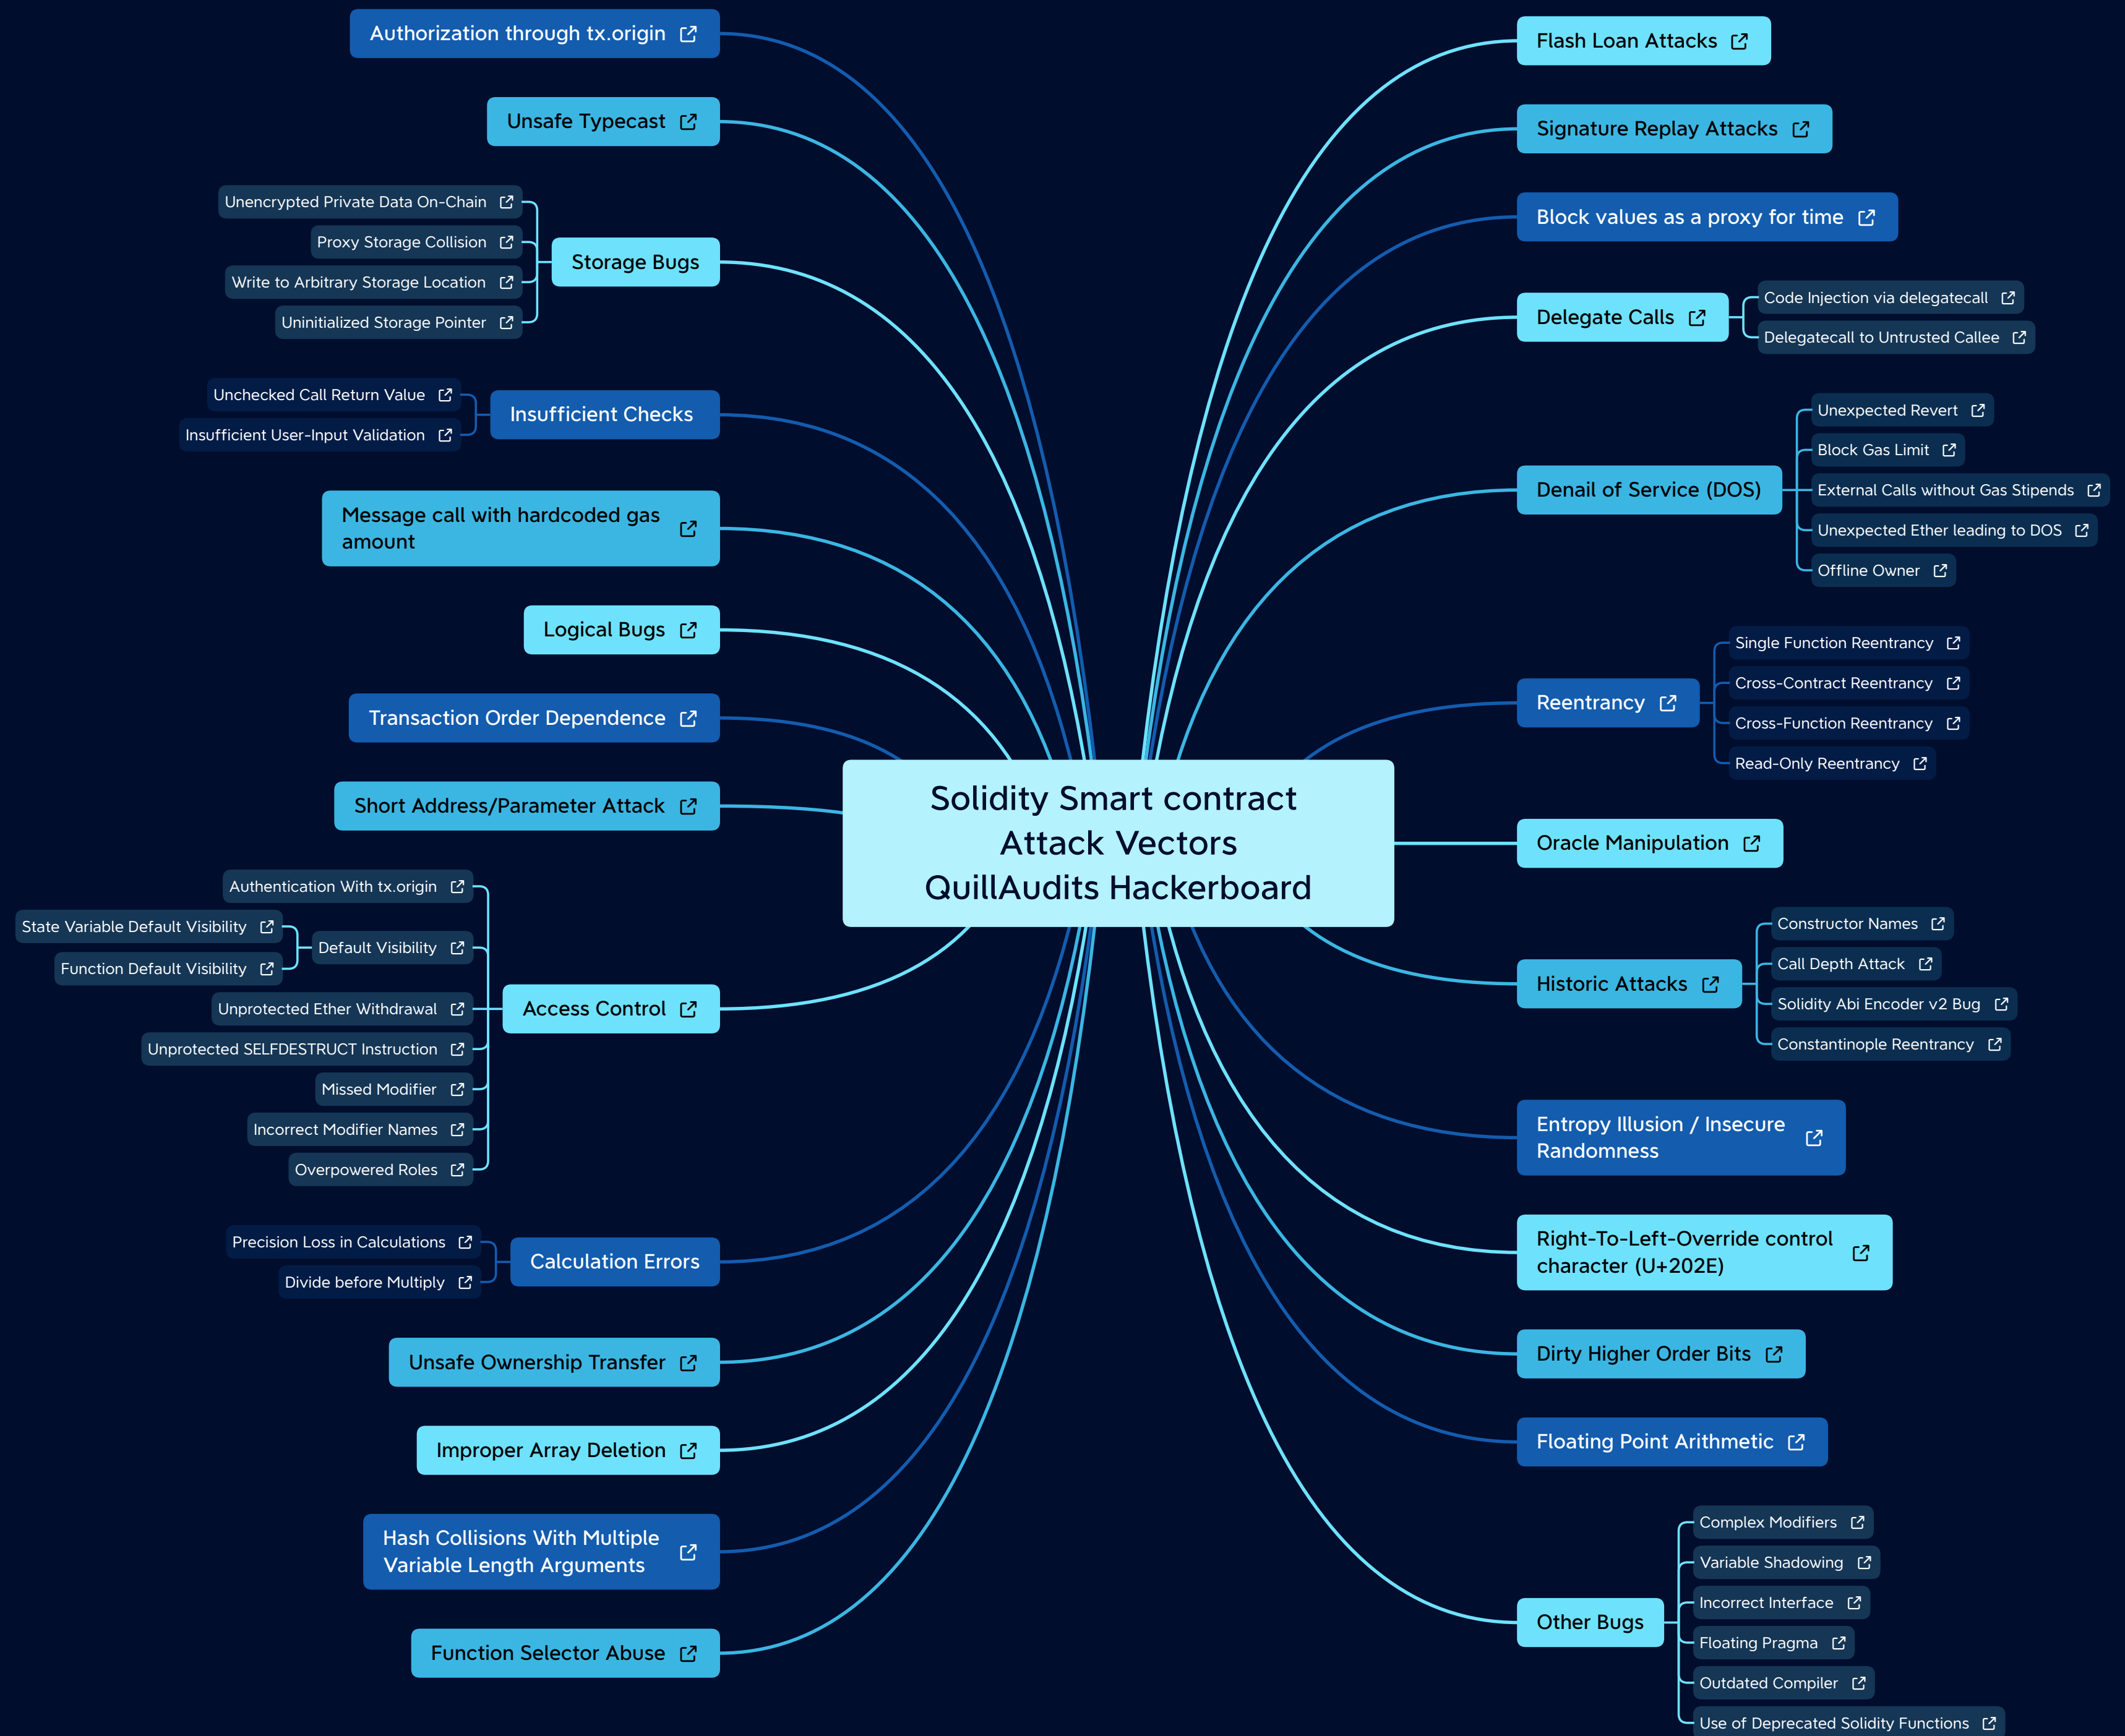 Solidity Smart contract
Attack Vectors
QuillAudits Hackerboard
Authorization through tx.origin
Unsafe Typecast
Storage Bugs
Unencrypted Private Data On-Chain
Proxy Storage Collision
Write to Arbitrary Storage Location
Uninitialized Storage Pointer
Insufficient Checks
Unchecked Call Return Value
Insufficient User-Input Validation
Message call with hardcoded gas
amount
Logical Bugs
Transaction Order Dependence
Short Address/Parameter Attack
Access Control
Authentication With tx.origin
Default Visibility
State Variable Default Visibility
Function Default Visibility
Unprotected Ether Withdrawal
Unprotected SELFDESTRUCT Instruction
Missed Modifier
Incorrect Modifier Names
Overpowered Roles
Calculation Errors
Precision Loss in Calculations
Divide before Multiply
Unsafe Ownership Transfer
Improper Array Deletion
Hash Collisions With Multiple
Variable Length Arguments
Function Selector Abuse
Flash Loan Attacks
Signature Replay Attacks
Block values as a proxy for time
Delegate Calls
Code Injection via delegatecall
Delegatecall to Untrusted Callee
Denail of Service (DOS)
Unexpected Revert
Block Gas Limit
External Calls without Gas Stipends
Unexpected Ether leading to DOS
Offline Owner
Reentrancy
Single Function Reentrancy
Cross-Contract Reentrancy
Cross-Function Reentrancy
Read-Only Reentrancy
Oracle Manipulation
Historic Attacks
Constructor Names
Call Depth Attack
Solidity Abi Encoder v2 Bug
Constantinople Reentrancy
Entropy Illusion / Insecure
Randomness
Right-To-Left-Override control
character (U+202E)
Dirty Higher Order Bits
Floating Point Arithmetic
Other Bugs
Complex Modifiers
Variable Shadowing
Incorrect Interface
Floating Pragma
Outdated Compiler
Use of Deprecated Solidity Functions